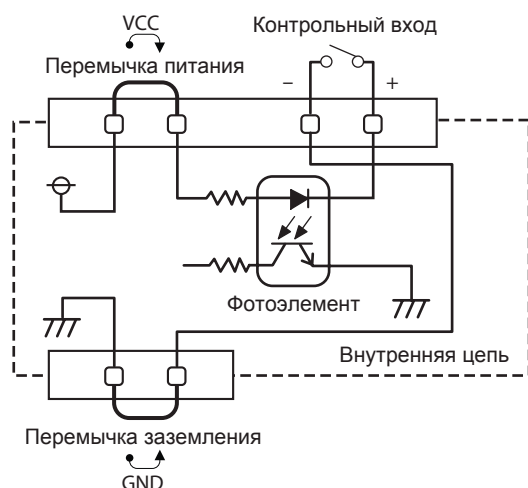 VCC
Контрольный вход
Перемычка питания
− +
Фотоэлемент
Внутренняя цепь
Перемычка заземления
GND